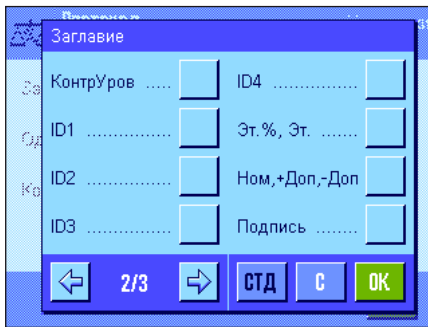 Заглавие
КонтрУров ..... ID4 ...............
ID1 ............... Эт.%, Эт. .......
ID2 ............... Ном,+Доп,-Доп
ID3 ............... Подпись ........
2/3 СТД C OK